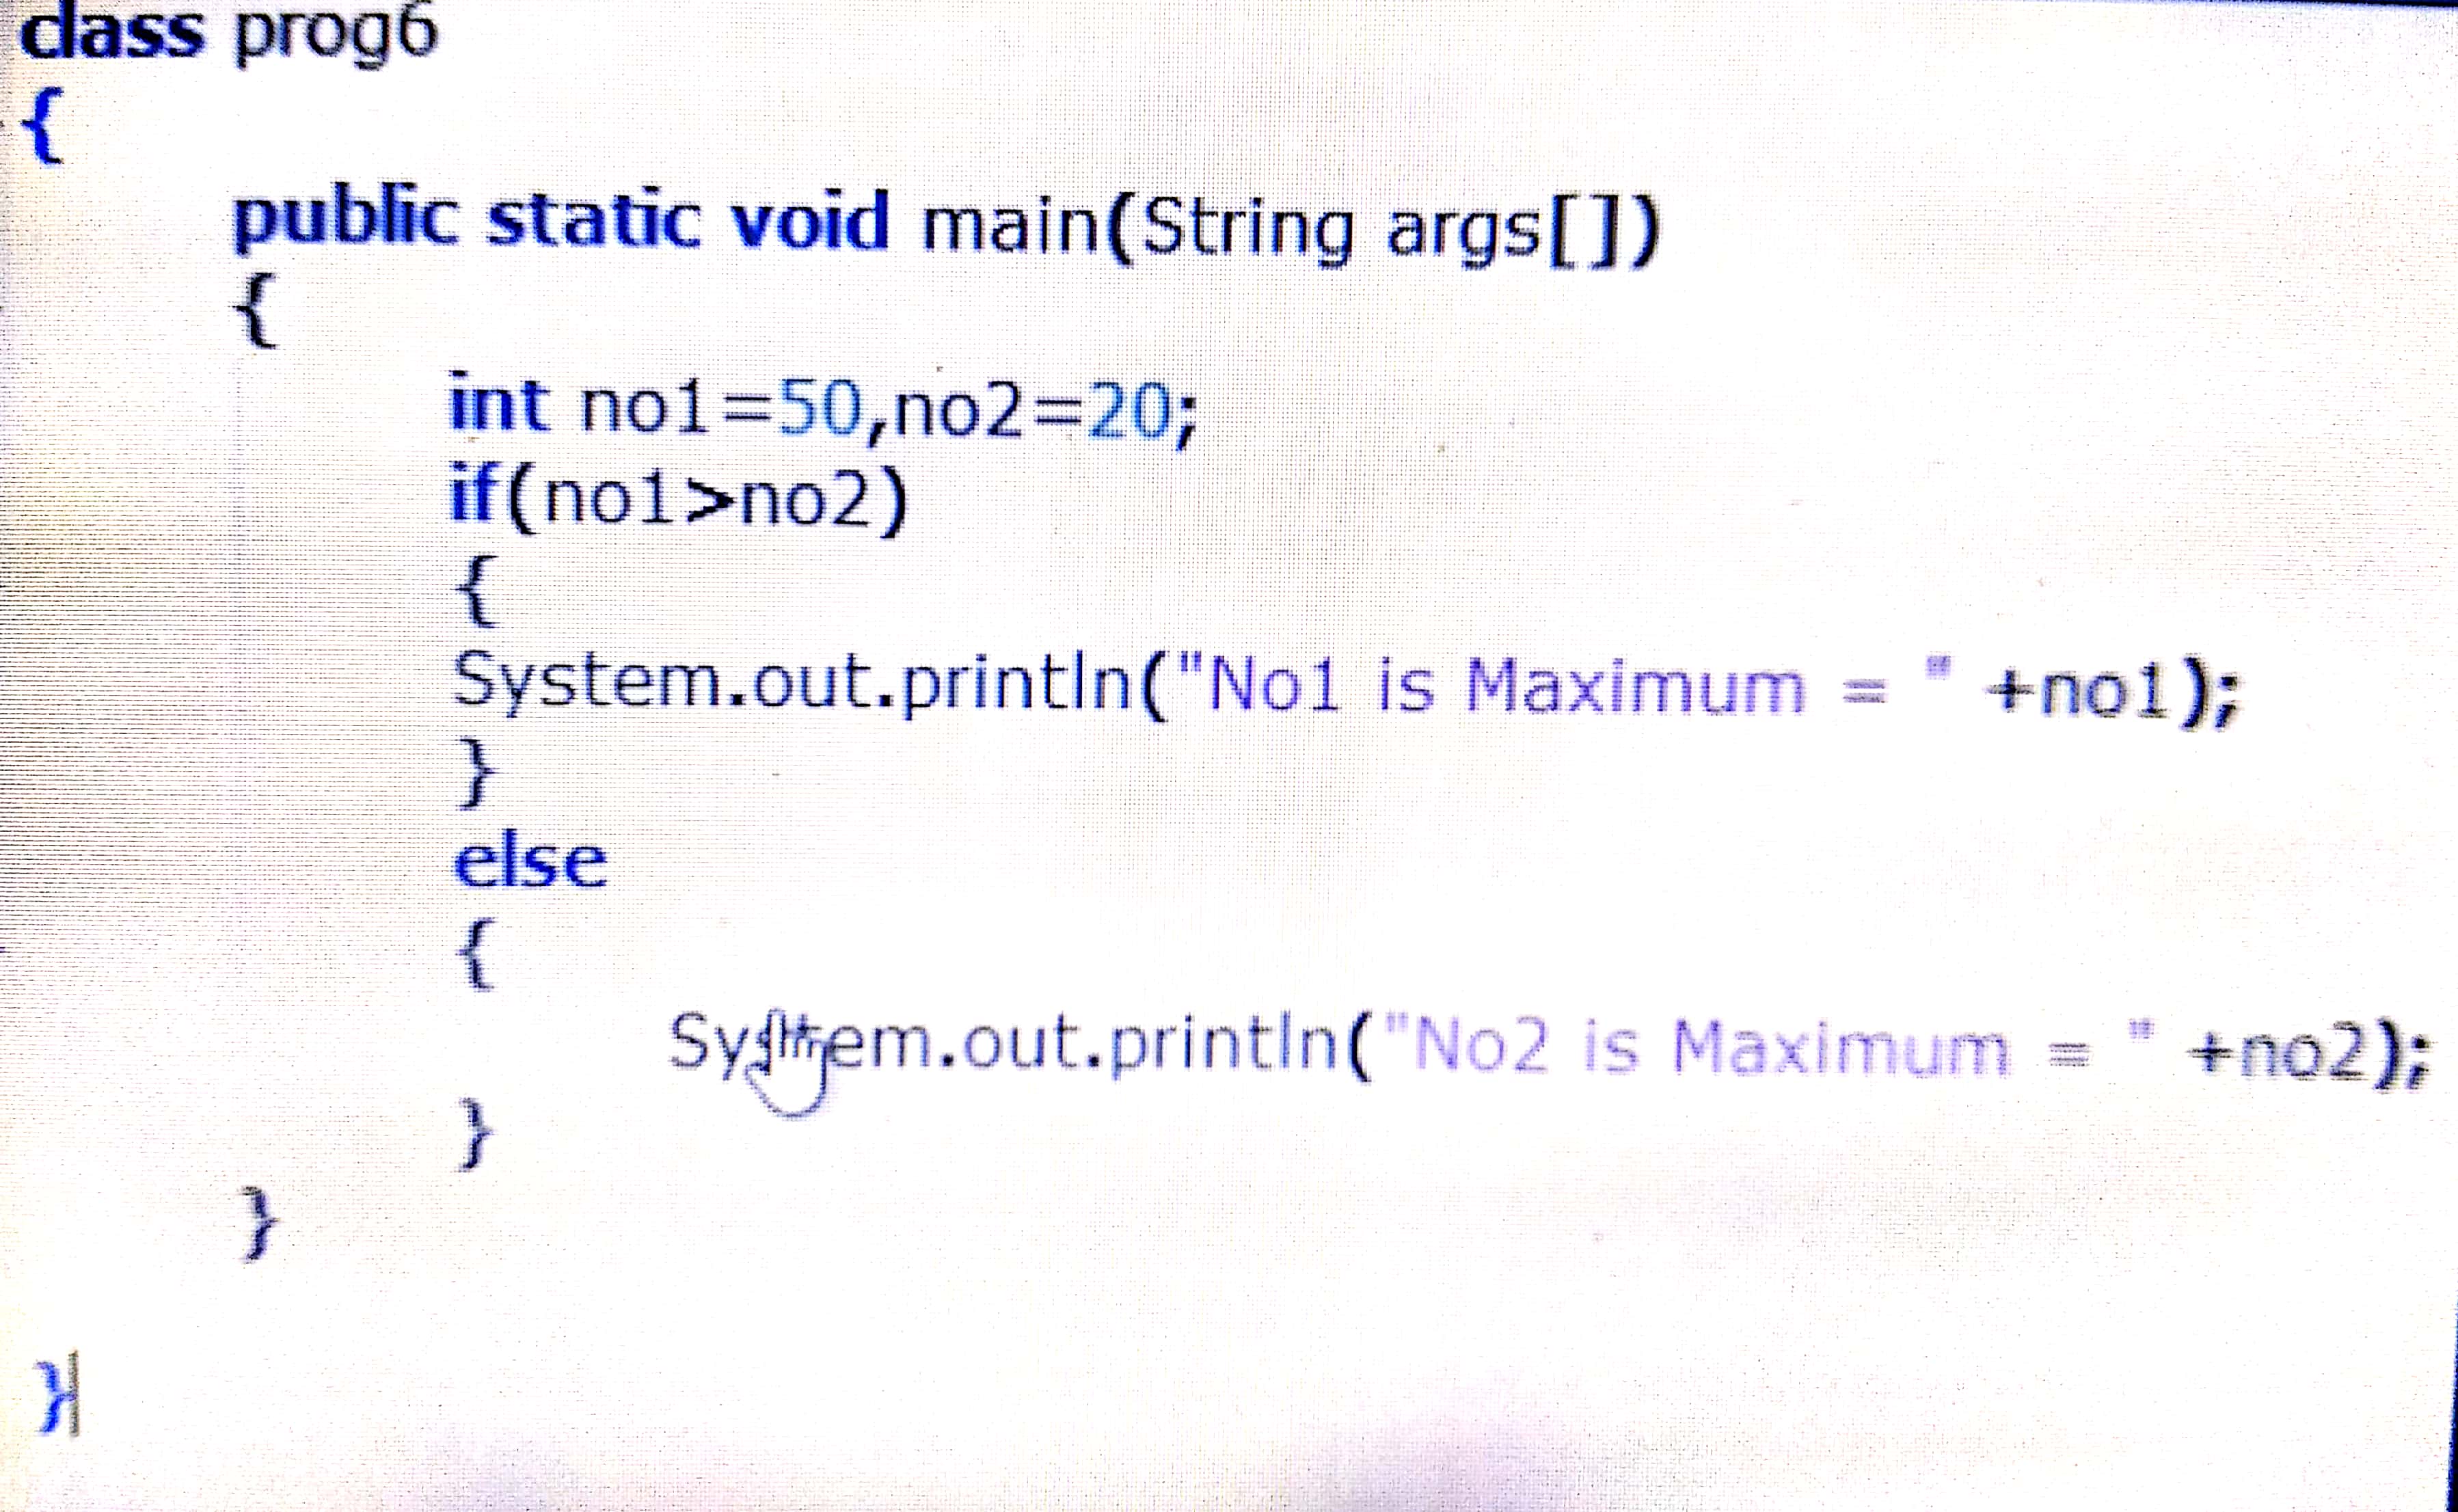 class prog6
{
public static void main(String args[])
{
int no1=50,no2=20;
if(no1>no2)
{
System.out.println("No1 is Maximum = " +no1);
}
else
{
System.out.println("No2 is Maximum = " +no2);
}
}
}